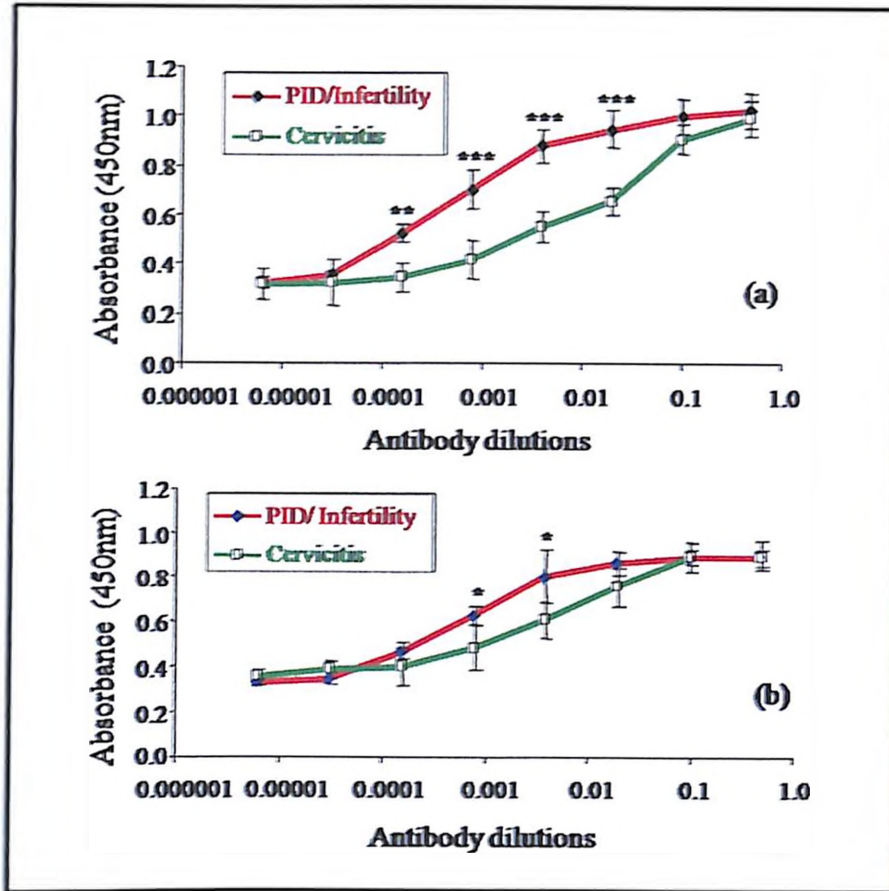 1.2
1.0
0.8
0.6
0.4
0.2
0.0
Absorbance (450nm)
PID/Infertility
Cervicitis
**
***
***
***
(a)
0.000001 0.00001 0.0001 0.001 0.01 0.1 1.0
Antibody dilutions
1.2
1.0
0.8
0.6
0.4
0.2
0.0
Absorbance (450nm)
PID/ Infertility
Cervicitis
*
*
(b)
0.000001 0.00001 0.0001 0.001 0.01 0.1 1.0
Antibody dilutions